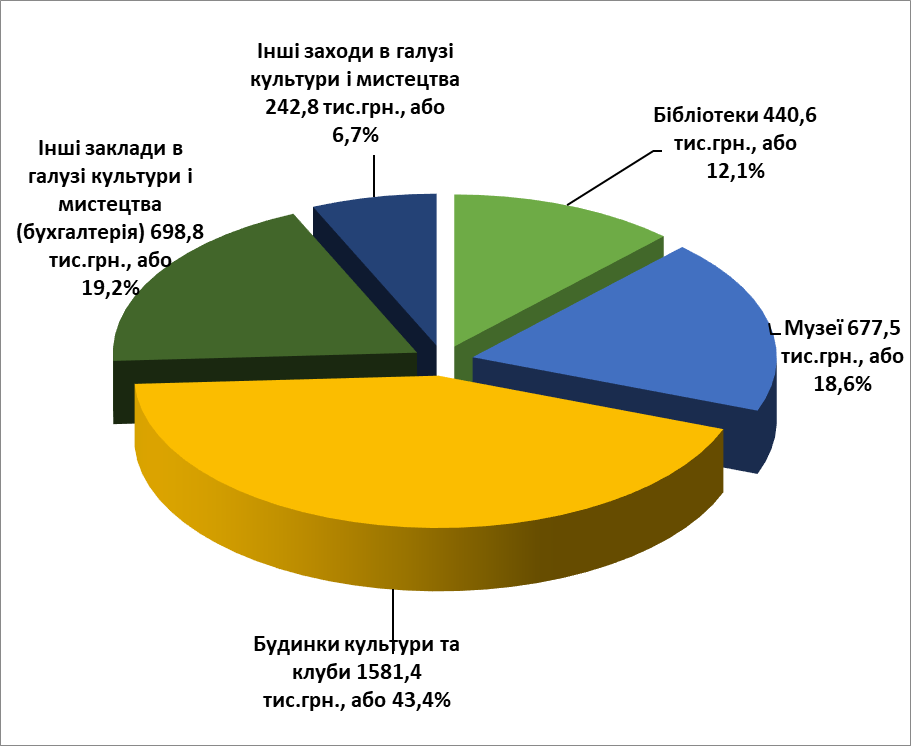 Інші заходи в галузі
культури і мистецтва
242,8 тис.грн., або
6,7%
Бібліотеки 440,6
тис.грн., або
12,1%
Інші заклади в
галузі культури і
мистецтва
(бухгалтерія) 698,8
тис.грн., або
19,2%
Музеї 677,5
тис.грн., або
18,6%
Будинки культури та
клуби 1581,4
тис.грн., або 43,4%